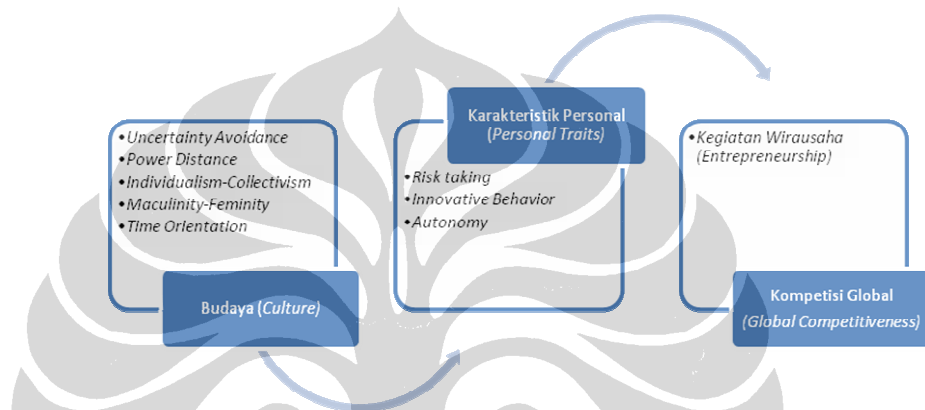 •Uncertainty Avoidance
•Power Distance
•Individualism-Collectivism
•Maculinity-Feminity
•Time Orientation
Budaya (Culture)
Karakteristik Personal
(Personal Traits)
•Risk taking
•Innovative Behavior
•Autonomy
•Kegiatan Wirausaha
(Entrepreneurship)
Kompetisi Global
(Global Competitiveness)